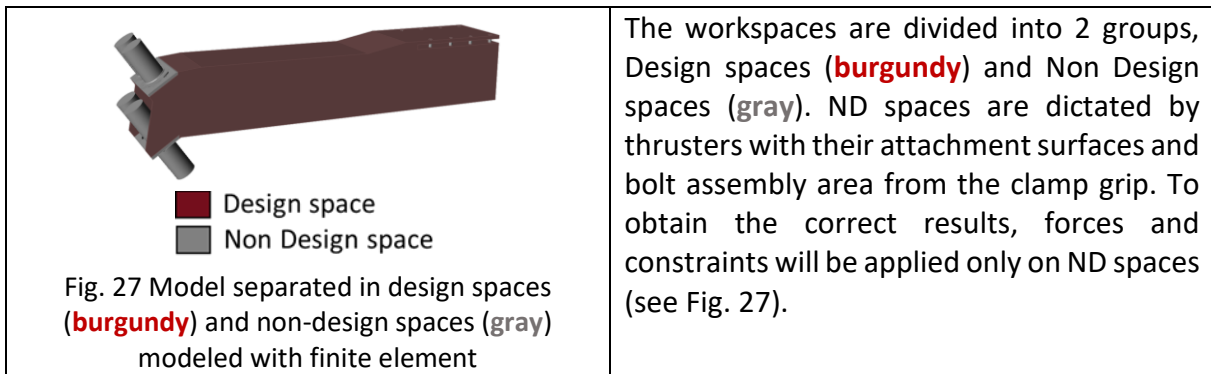 Design space
Non Design space
Fig. 27 Model separated in design spaces
(burgundy) and non-design spaces (gray)
modeled with finite element
The workspaces are divided into 2 groups,
Design spaces (burgundy) and Non Design
spaces (gray). ND spaces are dictated by
thrusters with their attachment surfaces and
bolt assembly area from the clamp grip. To
obtain the correct results, forces and
constraints will be applied only on ND spaces
(see Fig. 27).